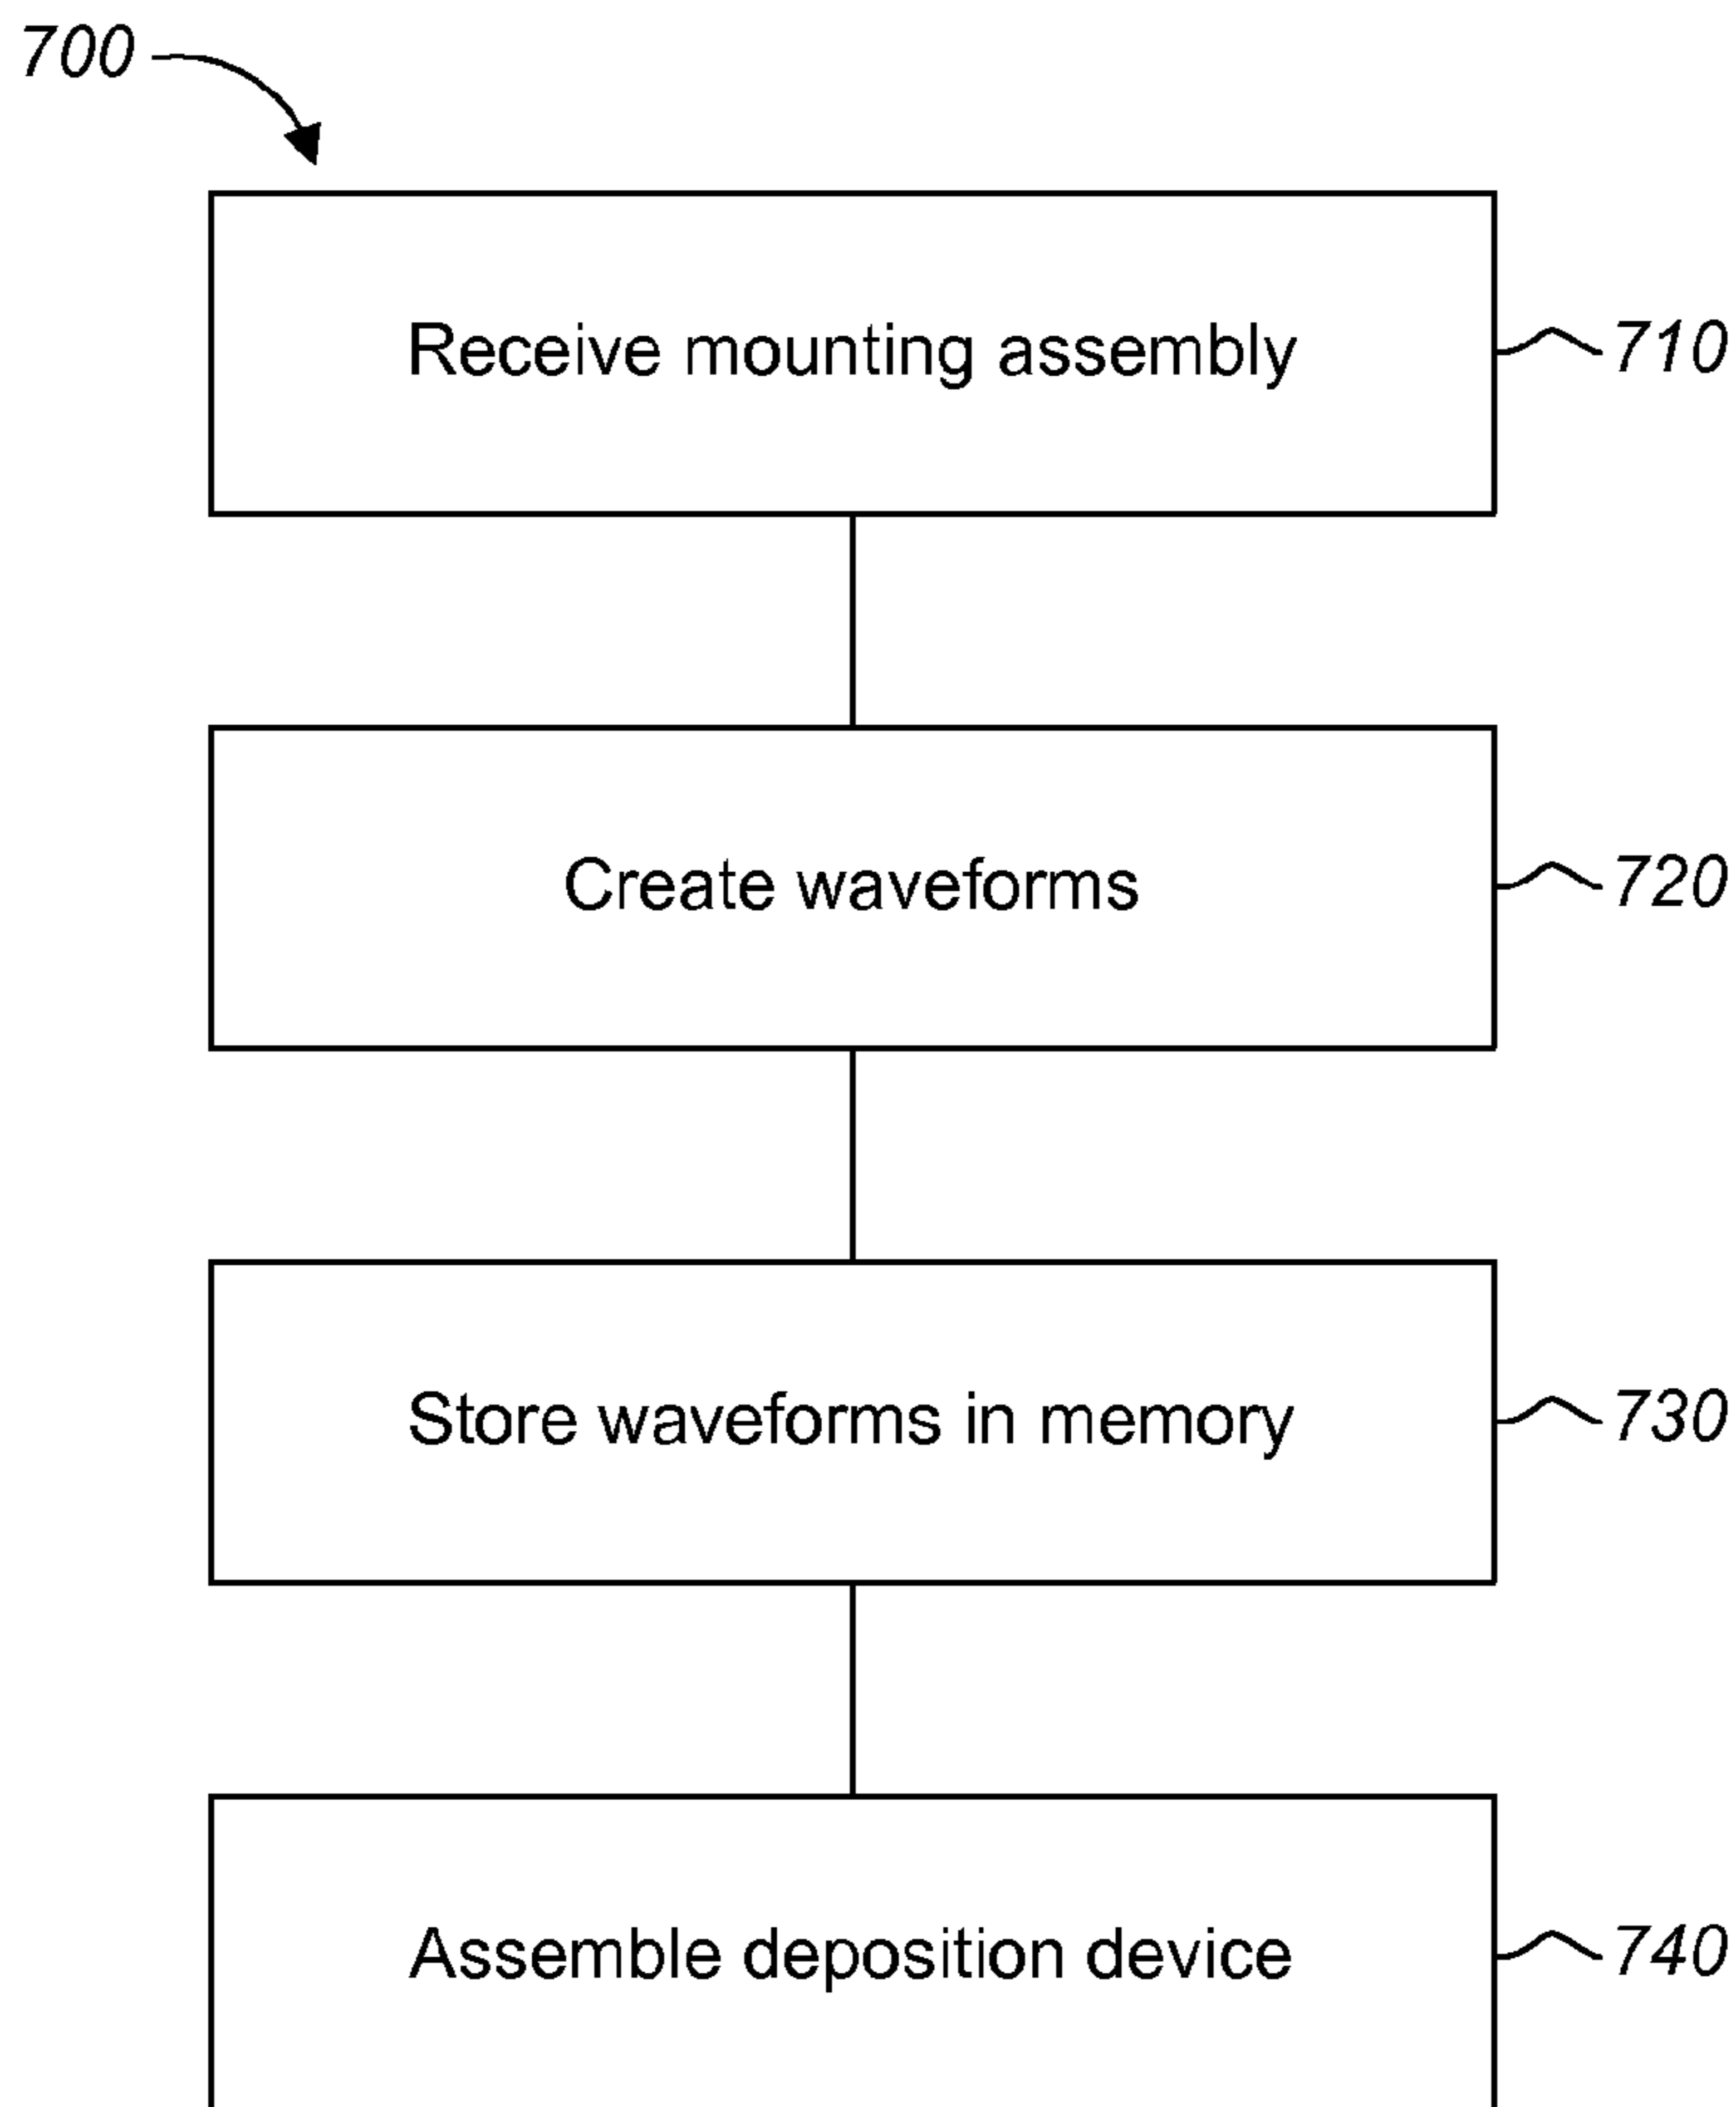 700
Receive mounting assembly
710
Create waveforms
720
Store waveforms in memory
730
Assemble deposition device
740